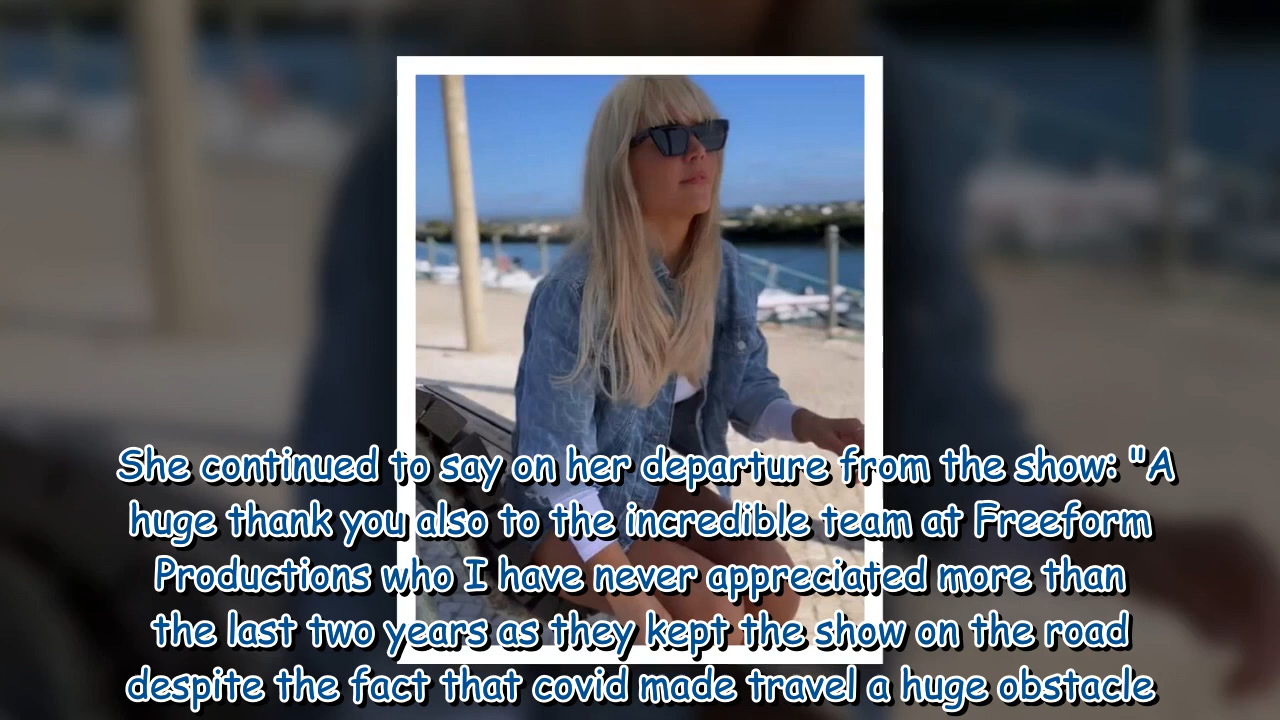 She continued to say on her departure from the show: "A
huge thank you also to the incredible team at Freeform
Productions who I have never appreciated more than
the last two years as they kept the show on the road
despite the fact that covid made travel a huge obstacle